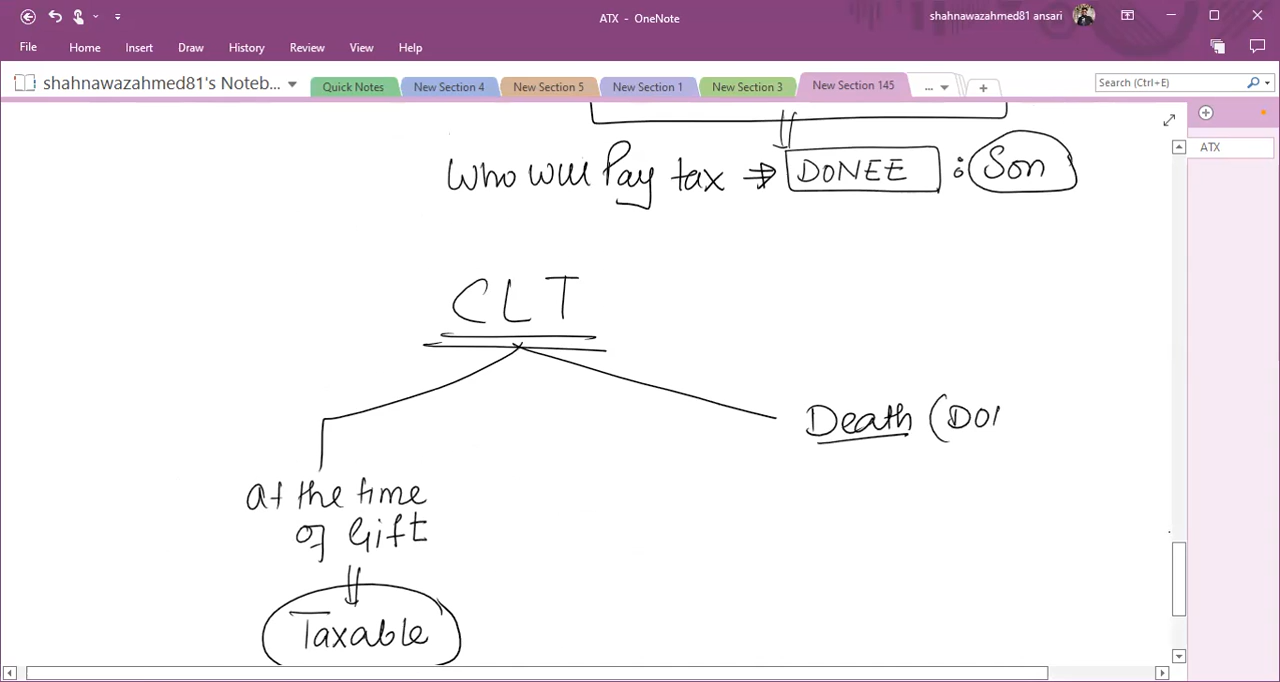 ATX - OneNote
shahnawazahmed81 ansari
File Home Insert Draw History Review View Help
shahnawazahmed81's Noteb... Quick Notes New Section 4 New Section 5 New Section 1 New Section 3 New Section 145 ... Search (Ctrl+E)
ATX
Who will Pay tax ⇒ DONEE : Son
CLT
Death (DO
at the time
of Gift
Taxable